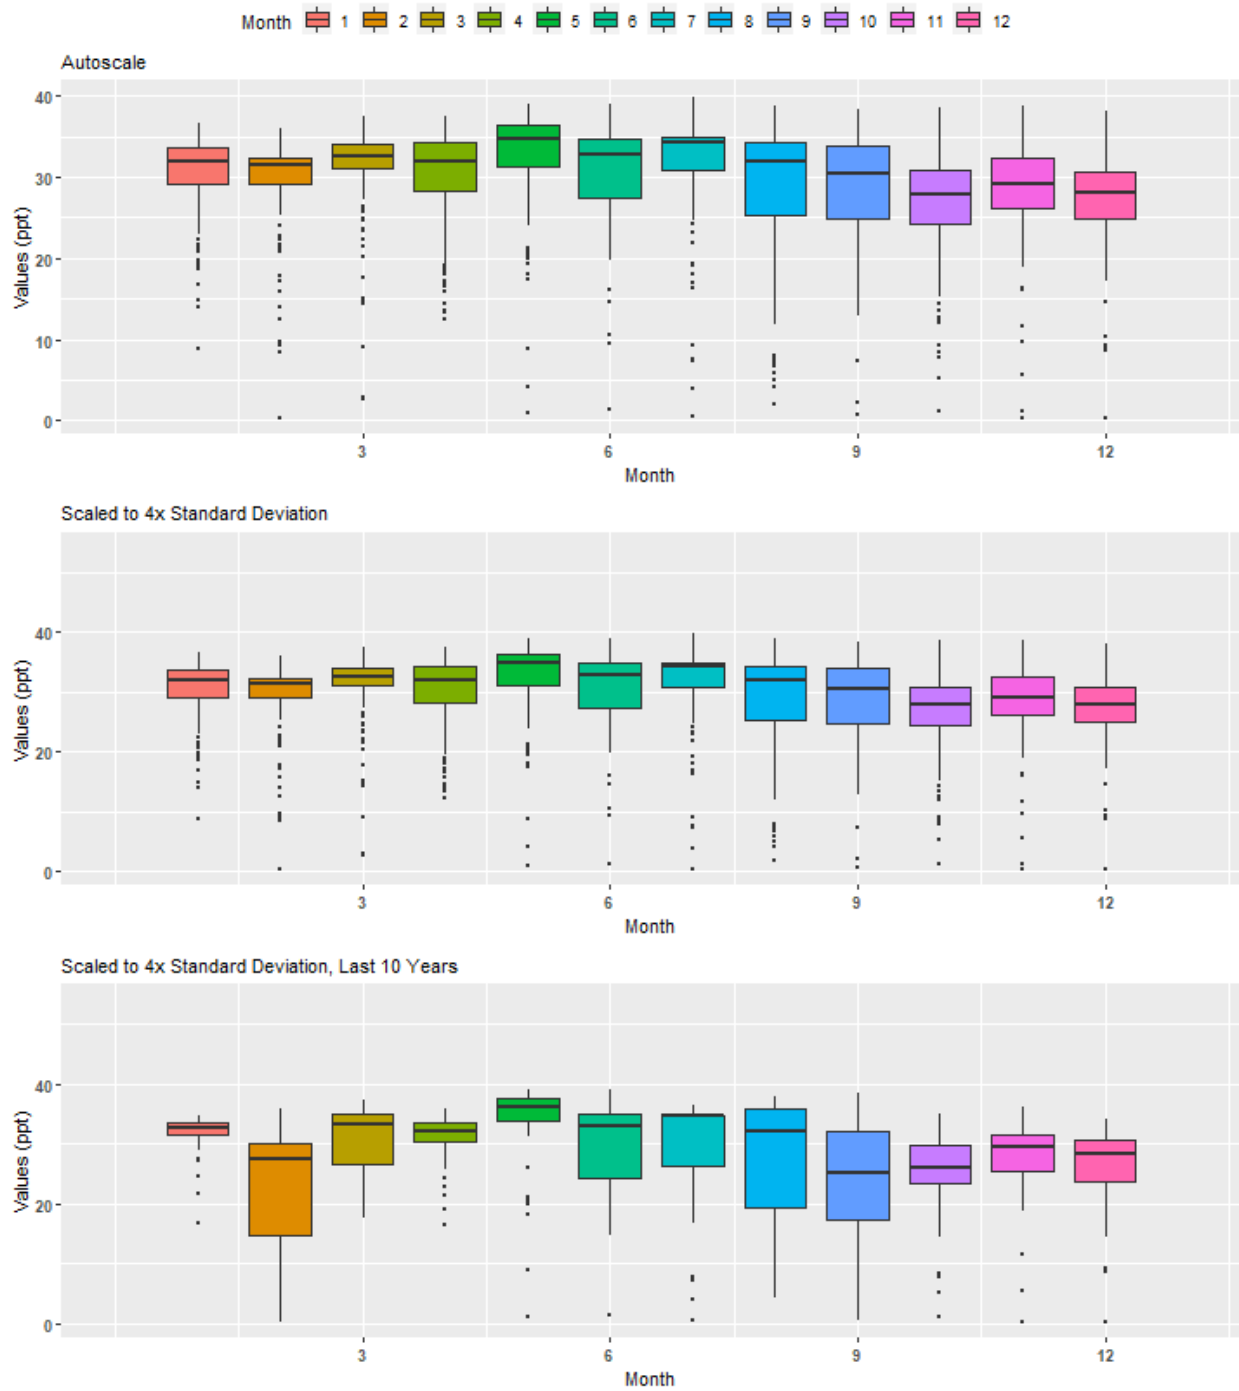 Month 1 2 3 4 5 6 7 8 9 10 11 12
Autoscale
Values (ppt)
40
30
20
10
0
3 6 9 12
Month
Scaled to 4x Standard Deviation
Values (ppt)
40
20
0
3 6 9 12
Month
Scaled to 4x Standard Deviation, Last 10 Years
Values (ppt)
40
20
0
3 6 9 12
Month